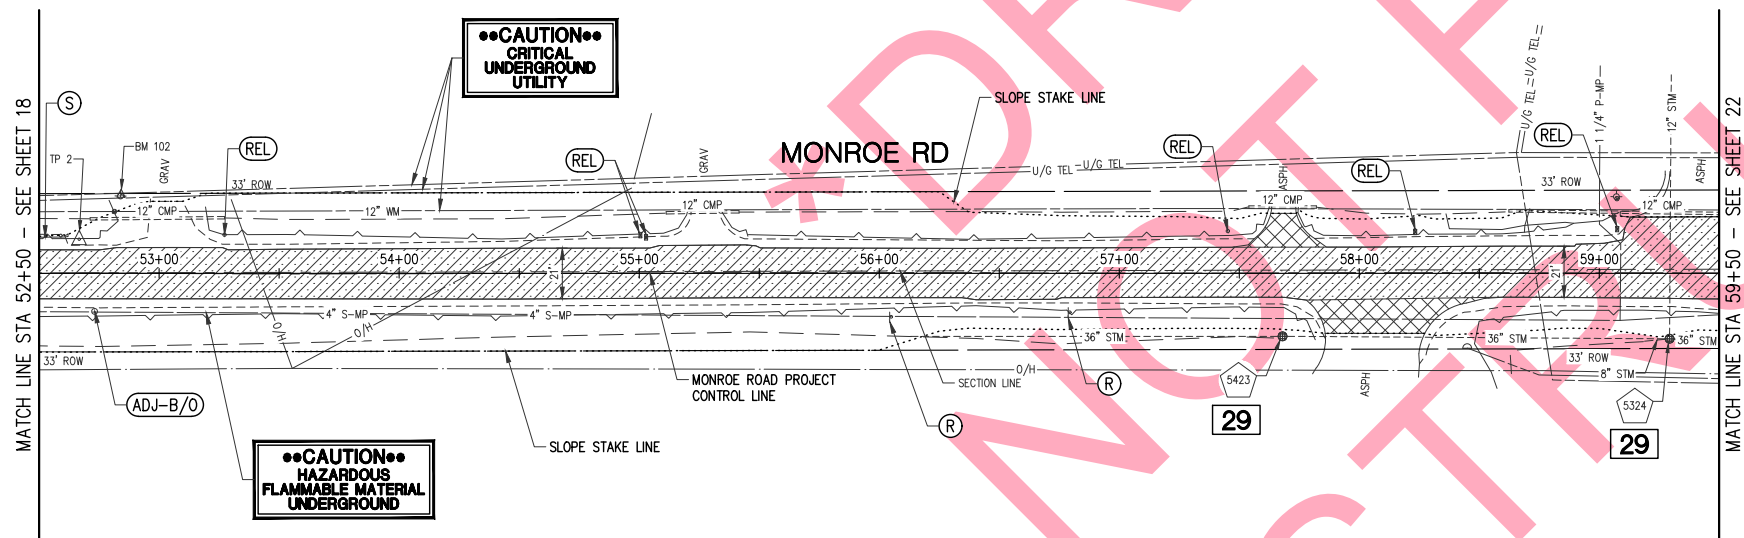 MATCH LINE STA 52+50 - SEE SHEET 18
S
TP 2
BM 102
GRAV
REL
●●CAUTION●●
CRITICAL
UNDERGROUND
UTILITY
REL
GRAV
MONROE RD
SLOPE STAKE LINE
U/G TEL
U/G TEL
REL
ASPH
REL
U/G TEL
U/G TEL
REL
1 1/4" P-MP
12" STM
ASPH
33' ROW
33' ROW
12" CMP
12" WM
12" CMP
12" CMP
12" CMP
53+00
54+00
55+00
56+00
57+00
58+00
59+00
21'
21'
4" S-MP
4" S-MP
O/H
O/H
36" STM
36" STM
36" STM
33' ROW
33' ROW
8" STM
O/H
SECTION LINE
MONROE ROAD PROJECT
CONTROL LINE
R
R
5423
29
ASPH
5324
29
ADJ-B/O
SLOPE STAKE LINE
●●CAUTION●●
HAZARDOUS
FLAMMABLE MATERIAL
UNDERGROUND
MATCH LINE STA 59+50 - SEE SHEET 22